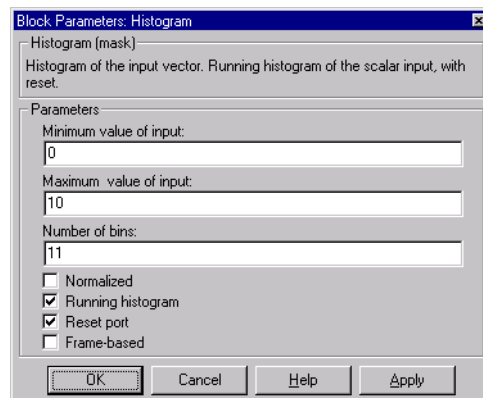 Block Parameters: Histogram
Histogram (mask)
Histogram of the input vector. Running histogram of the scalar input, with
reset.
Parameters
Minimum value of input:
0
Maximum value of input:
10
Number of bins:
11
Normalized
Running histogram
Reset port
Frame-based
OK Cancel Help Apply